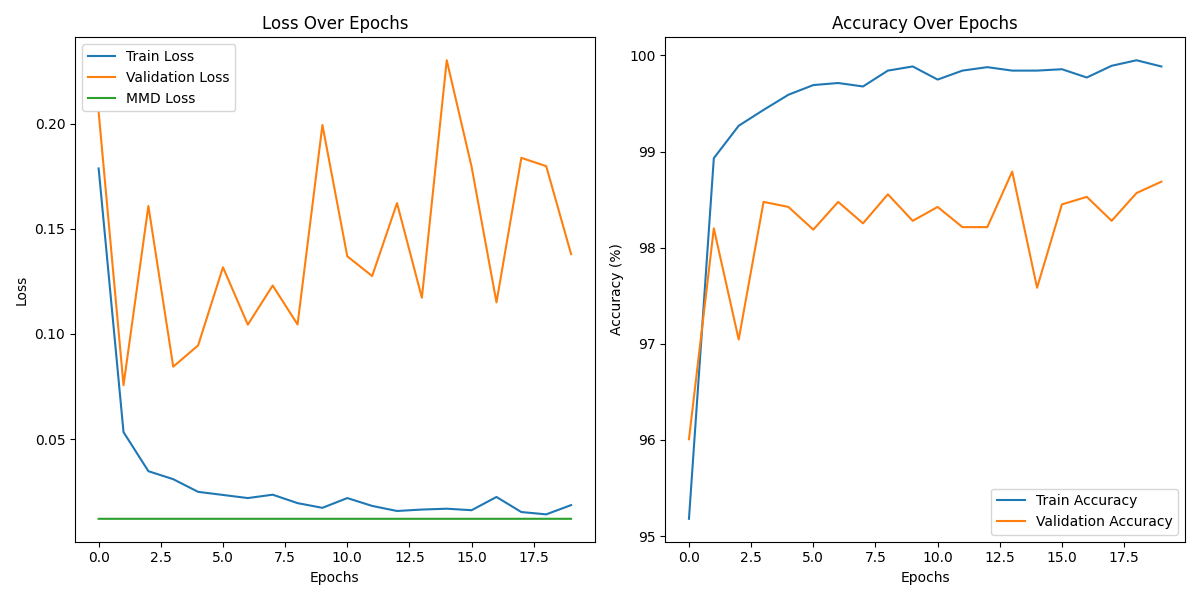 Loss Over Epochs
Train Loss
Validation Loss
MMD Loss
0.20
0.15
0.10
0.05
Loss
0.0 2.5 5.0 7.5 10.0 12.5 15.0 17.5
Epochs
Accuracy Over Epochs
100
99
98
97
96
95
Accuracy (%)
Train Accuracy
Validation Accuracy
0.0 2.5 5.0 7.5 10.0 12.5 15.0 17.5
Epochs